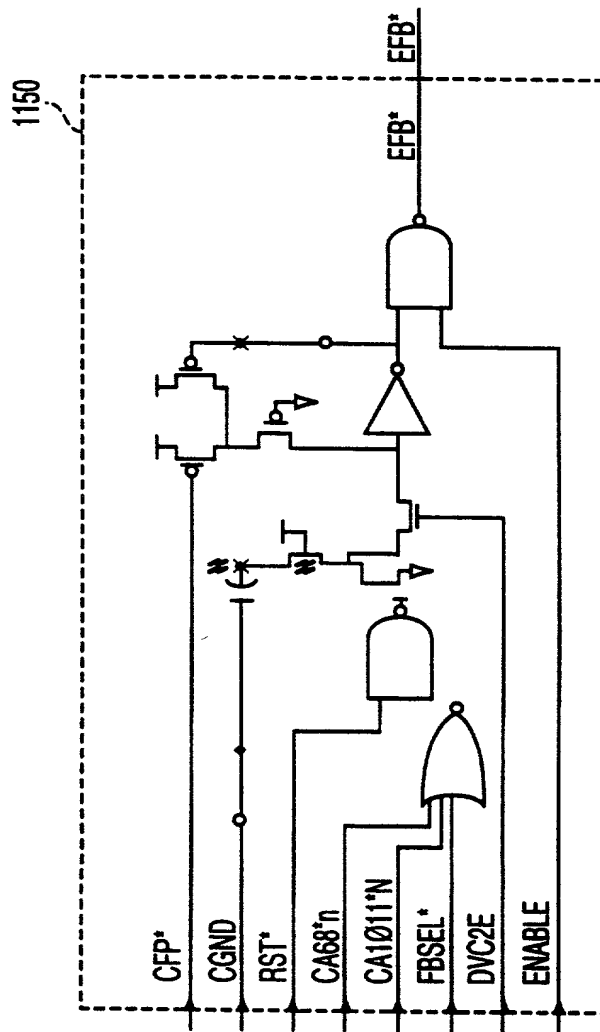 1150
CFP*
CGND
RST*
CA68*n
CA1Ø11*N
FBSEL*
DVC2E
ENABLE
EFB*
EFB*